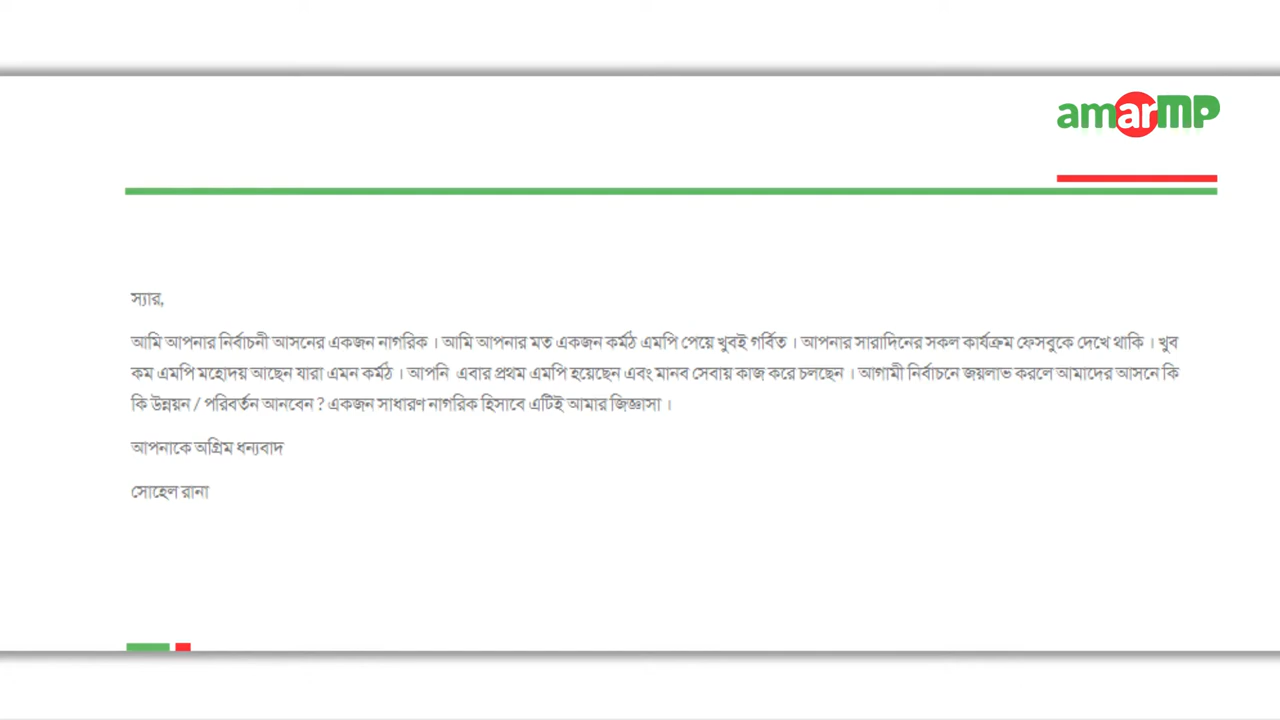 amarMP
স্যার,
আমি আপনার নির্বাচনী আসনের একজন নাগরিক । আমি আপনার মত একজন কর্মঠ এমপি পেয়ে খুবই গর্বিত । আপনার সারাদিনের সকল কার্যক্রম ফেসবুকে দেখে থাকি । খুব
কম এমপি মহোদয় আছেন যারা এমন কর্মঠ । আপনি এবার প্রথম এমপি হয়েছেন এবং মানব সেবায় কাজ করে চলছেন । আগামী নির্বাচনে জয়লাভ করলে আমাদের আসনে কি
কি উন্নয়ন / পরিবর্তন আনবেন ? একজন সাধারণ নাগরিক হিসাবে এটিই আমার জিজ্ঞাসা ।
আপনাকে অগ্রিম ধন্যবাদ
সোহেল রানা